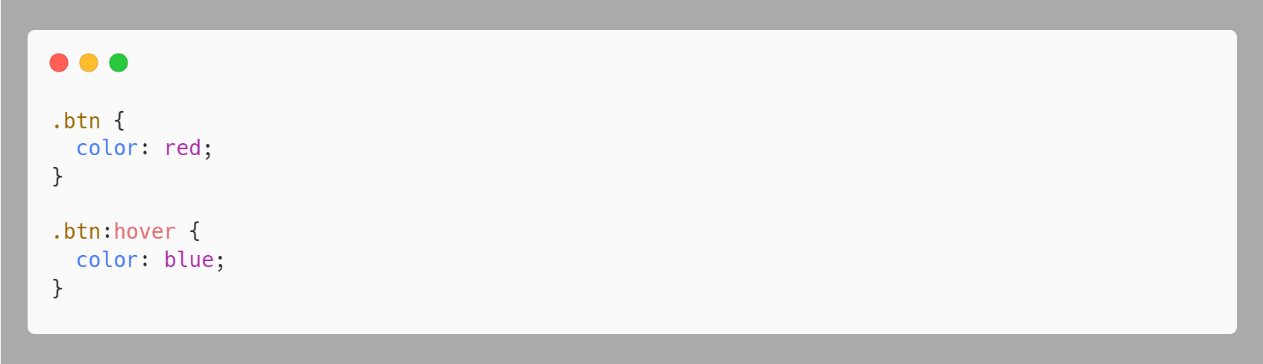 .btn {
  color: red;
}

.btn:hover {
  color: blue;
}